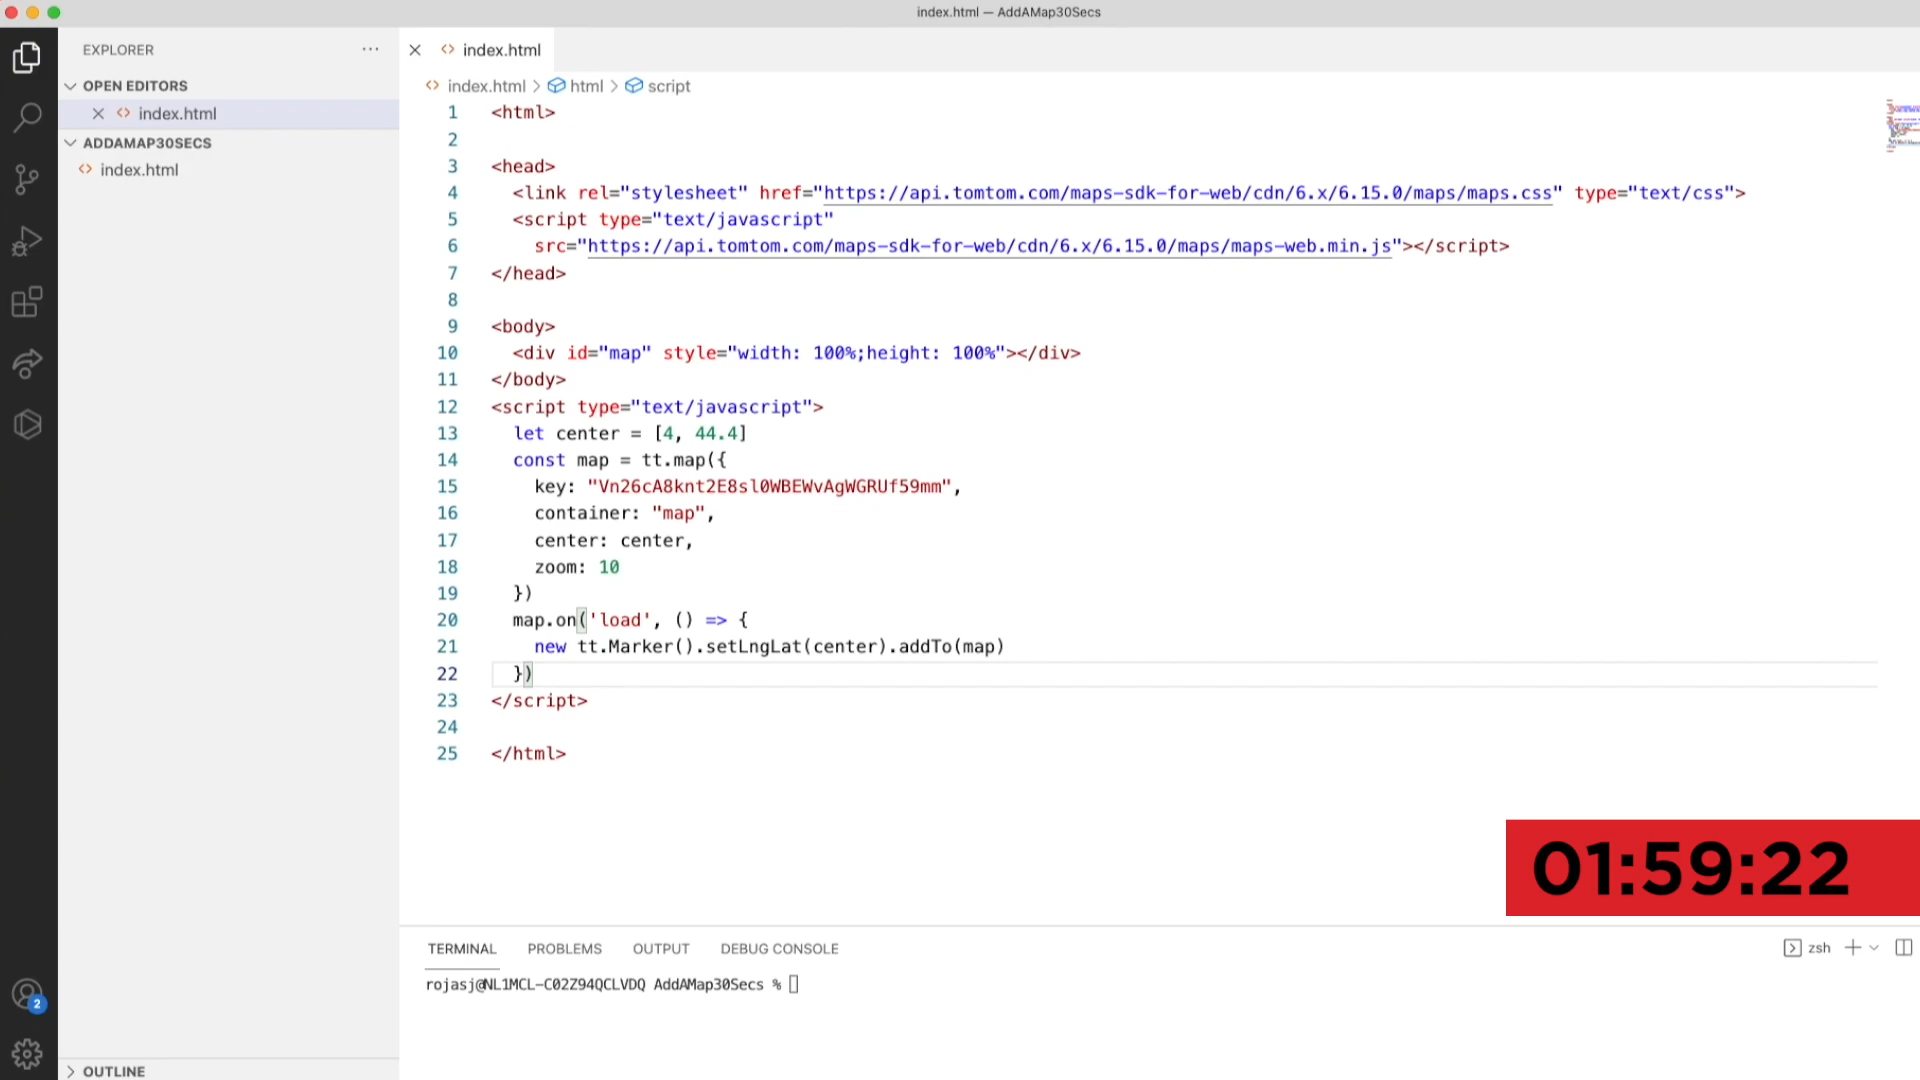 index.html — AddAMap30Secs
EXPLORER
OPEN EDITORS
index.html
ADDAMAP30SECS
index.html
OUTLINE
2
index.html
index.html > html > script
1 <html>
2
3 <head>
4 <link rel="stylesheet" href="https://api.tomtom.com/maps-sdk-for-web/cdn/6.x/6.15.0/maps/maps.css" type="text/css">
5 <script type="text/javascript"
6 src="https://api.tomtom.com/maps-sdk-for-web/cdn/6.x/6.15.0/maps/maps-web.min.js"></script>
7 </head>
8
9 <body>
10 <div id="map" style="width: 100%;height: 100%"></div>
11 </body>
12 <script type="text/javascript">
13 let center = [4, 44.4]
14 const map = tt.map({
15 key: "Vn26cA8knt2E8sl0WBEWvAgWGRUf59mm",
16 container: "map",
17 center: center,
18 zoom: 10
19 })
20 map.on('load', () => {
21 new tt.Marker().setLngLat(center).addTo(map)
22 })
23 </script>
24
25 </html>
01:59:22
TERMINAL PROBLEMS OUTPUT DEBUG CONSOLE
zsh
rojasj@NL1MCL-C02Z94QCLVDQ AddAMap30Secs %